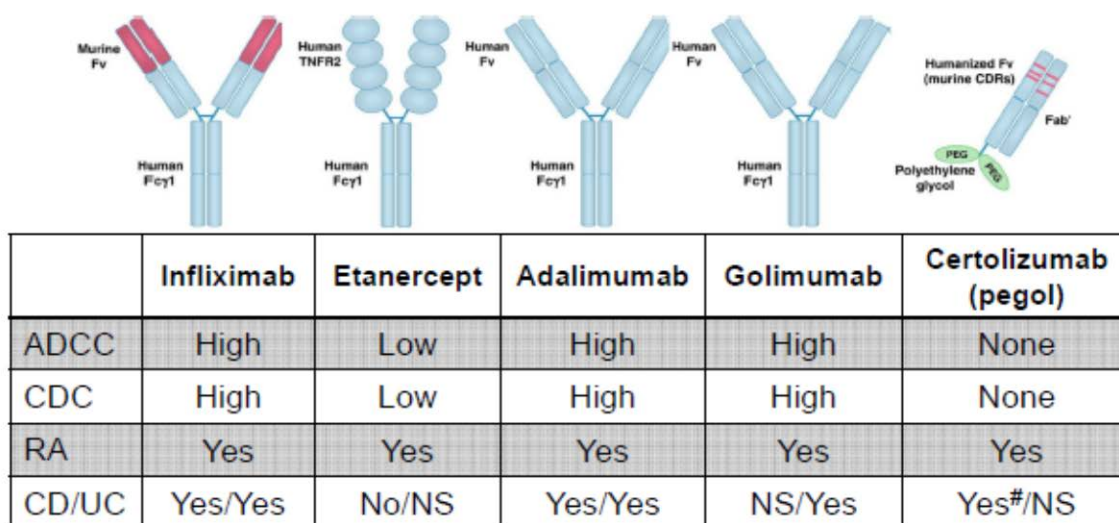 Murine
Fv
Human
Fcγ1
Human
TNFR2
Human
Fcγ1
Human
Fv
Human
Fcγ1
Human
Fv
Human
Fcγ1
Humanized Fv
(murine CDRs)
Fab'
PEG
PEG
Polyethylene
glycol
Infliximab Etanercept Adalimumab Golimumab Certolizumab
(pegol)
ADCC High Low High High None
CDC High Low High High None
RA Yes Yes Yes Yes Yes
CD/UC Yes/Yes No/NS Yes/Yes NS/Yes Yes#/NS